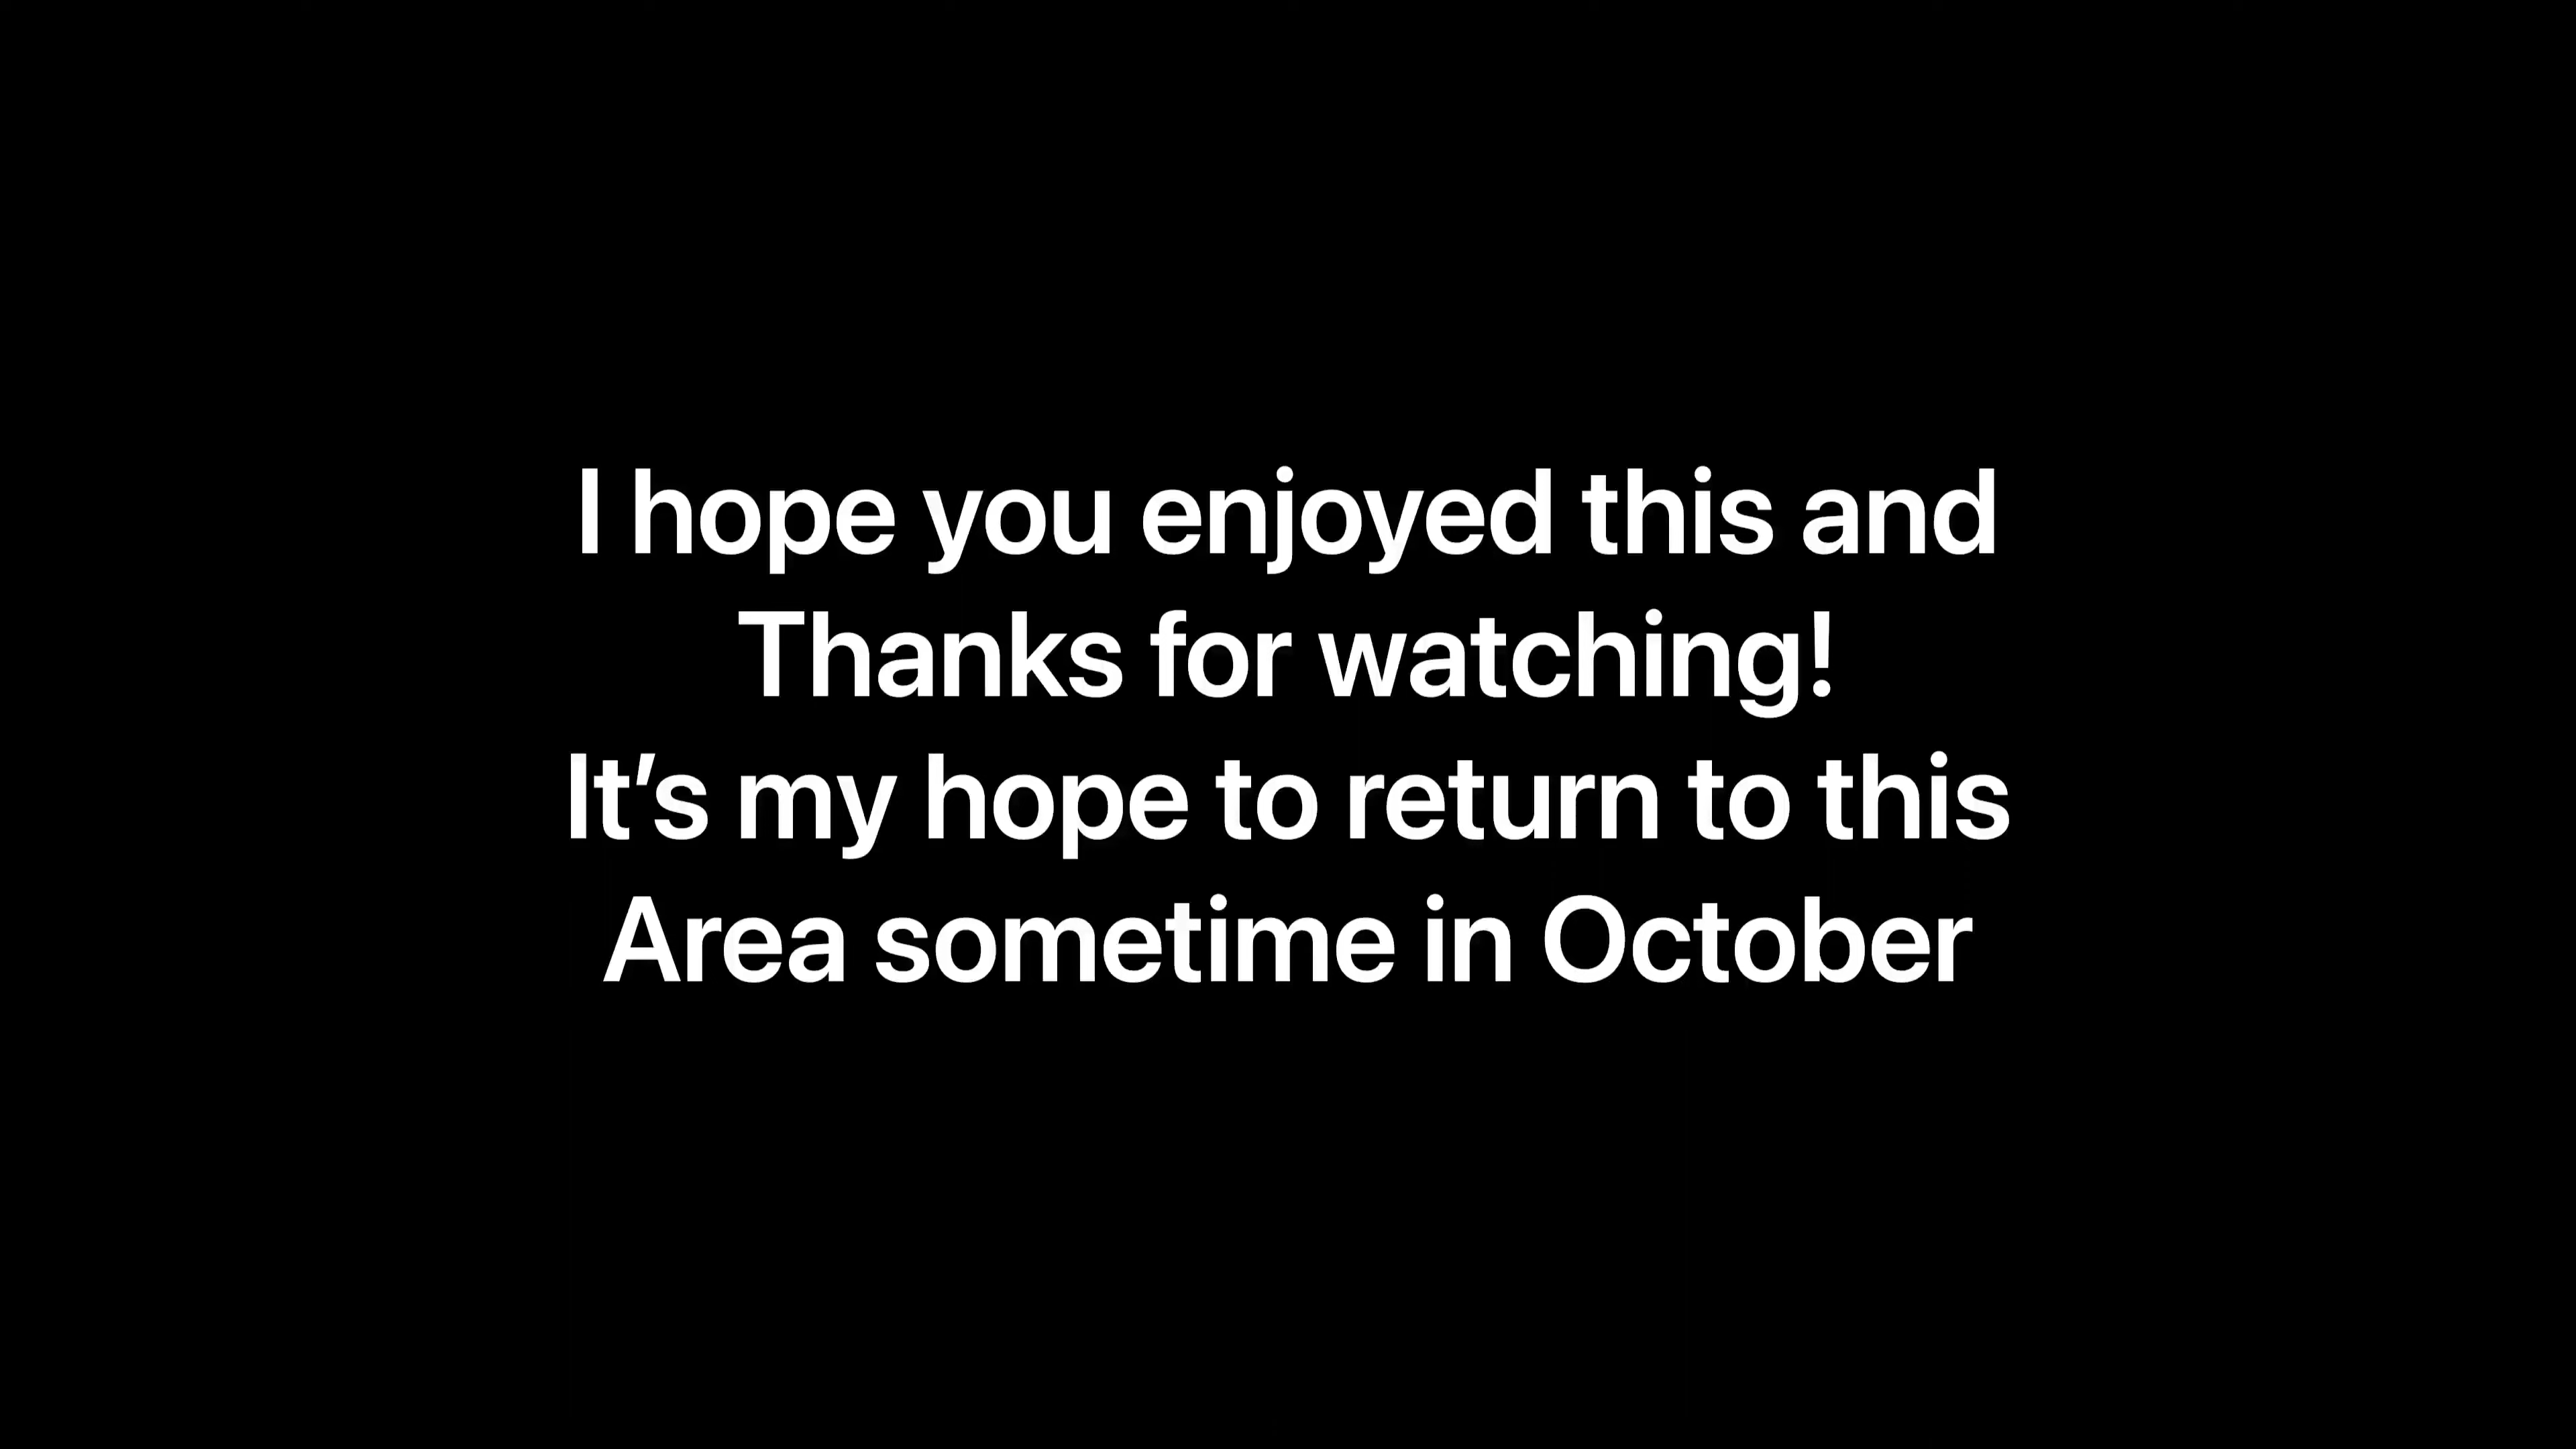 I hope you enjoyed this and
Thanks for watching!
It’s my hope to return to this
Area sometime in October